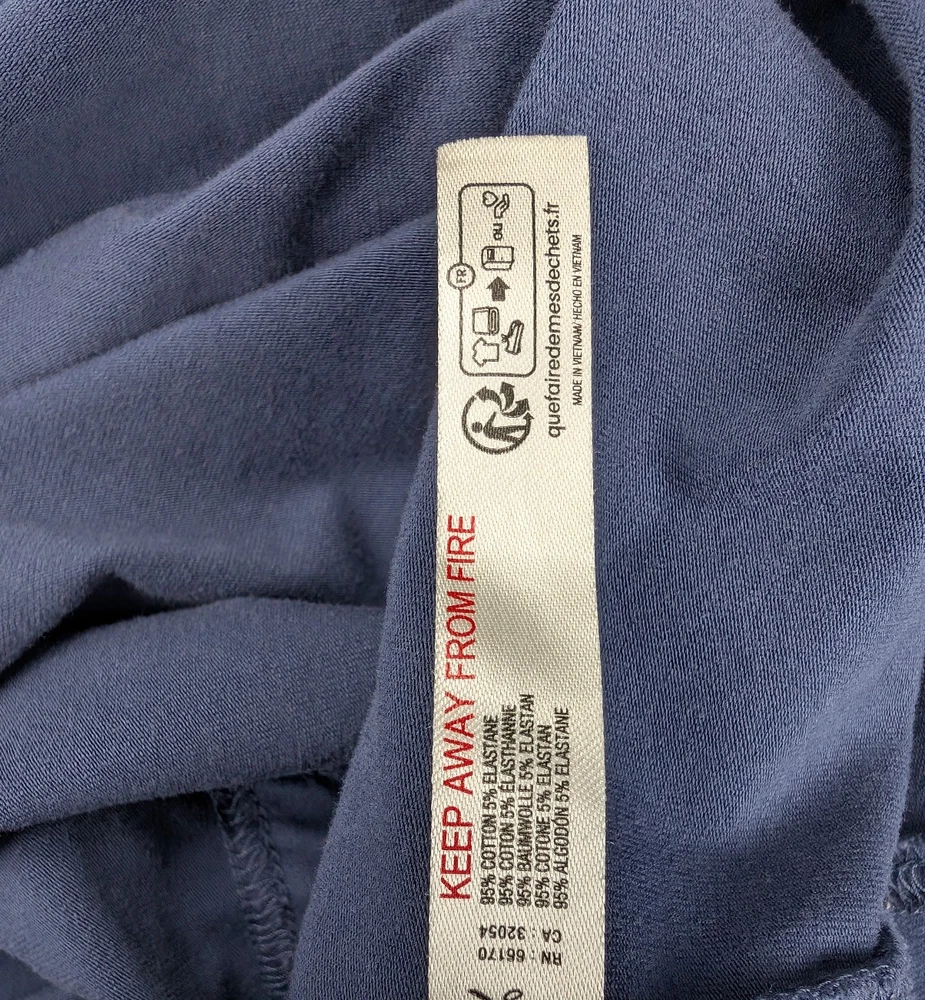 KEEP AWAY FROM FIRE
95% COTTON 5% ELASTANE
95% COTON 5% ÉLASTHANNE
95% BAUMWOLLE 5% ELASTAN
95% COTONE 5% ELASTAN
95% ALGODÓN 5% ELASTANE
FR
ou
quefairedemesdechets.fr
MADE IN VIETNAM/ HECHO EN VIETNAM
RN : 66170
CA : 32054